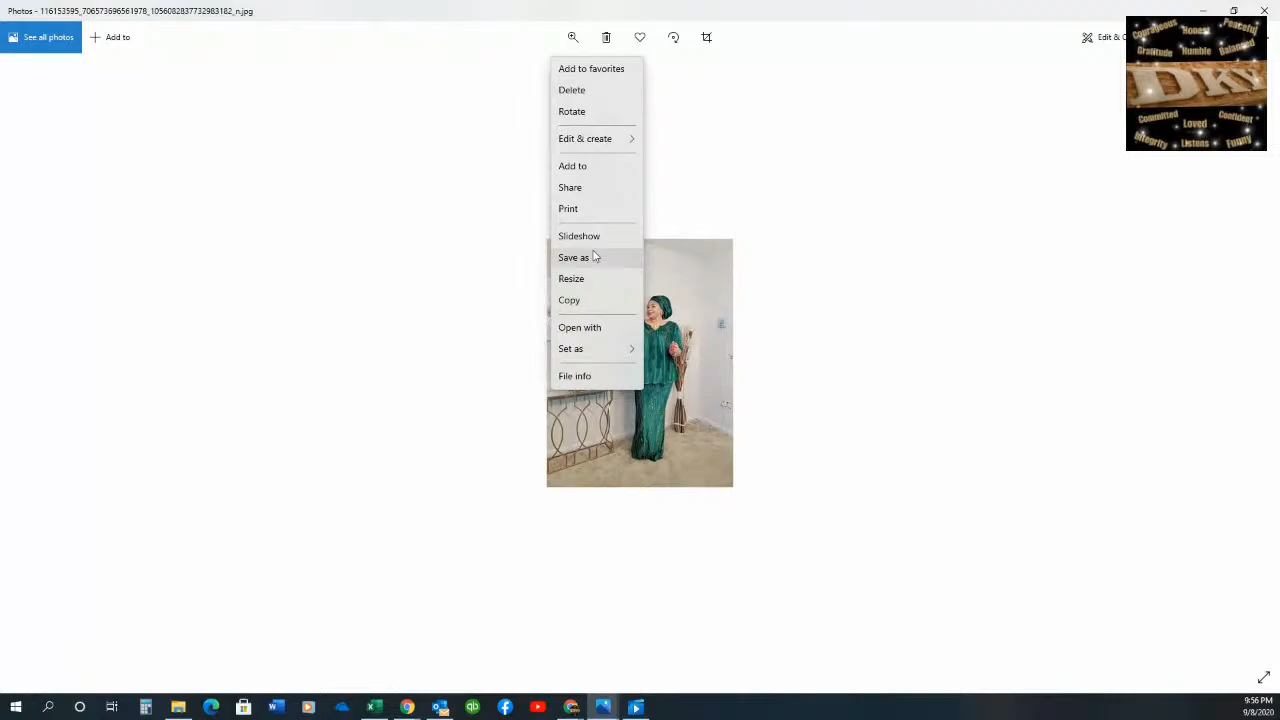 Photos - 116153595_706573696561978_1056082837732983182_n.jpg
See all photos
Add to
Edit & C
Add to favorites
Delete
Rotate
Edit & create
Add to
Share
Print
Slideshow
Save as
Resize
Copy
Open with
Set as
File info
Courageous Honest Peaceful
Gratitude Humble Balanced
DKY
Committed Loved Confident
Integrity Listens Funny
9:56 PM
9/8/2020